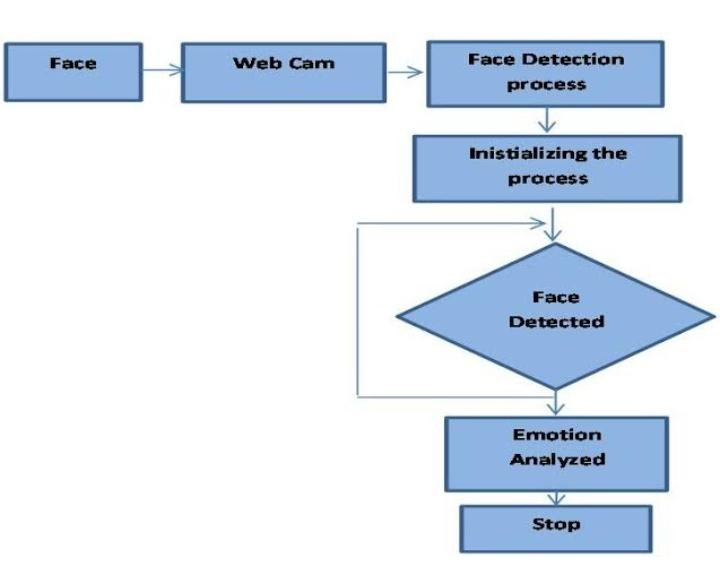 Face
Web Cam
Face Detection
process
Inistializing the
process
Face
Detected
Emotion
Analyzed
Stop